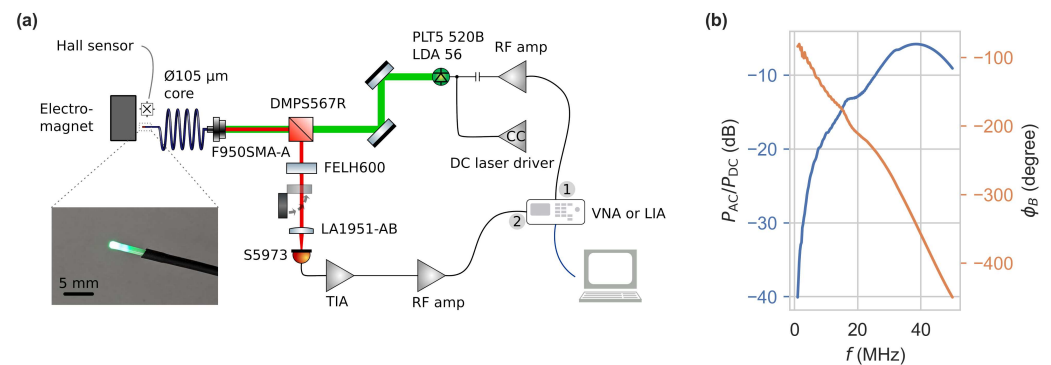 (a)
Hall sensor
Ø105 µm
core
Electro-
magnet
F950SMA-A
DMPS567R
PLT5 520B
LDA 56
RF amp
CC
DC laser driver
FELH600
1
2
VNA or LIA
LA1951-AB
S5973
TIA
RF amp
5 mm
(b)
−10
−20
−30
−40
P_AC/P_DC (dB)
−100
−200
−300
−400
ϕ_B (degree)
0
20
40
f (MHz)